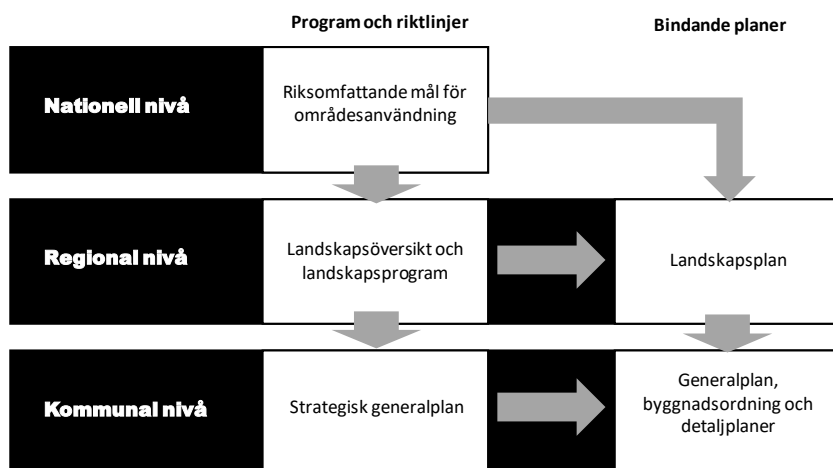 Program och riktlinjer
Bindande planer
Nationell nivå
Riksomfattande mål för
områdesanvändning
Regional nivå
Landskapsöversikt och
landskapsprogram
Landskapsplan
Kommunal nivå
Strategisk generalplan
Generalplan,
byggnadsordning och
detaljplaner